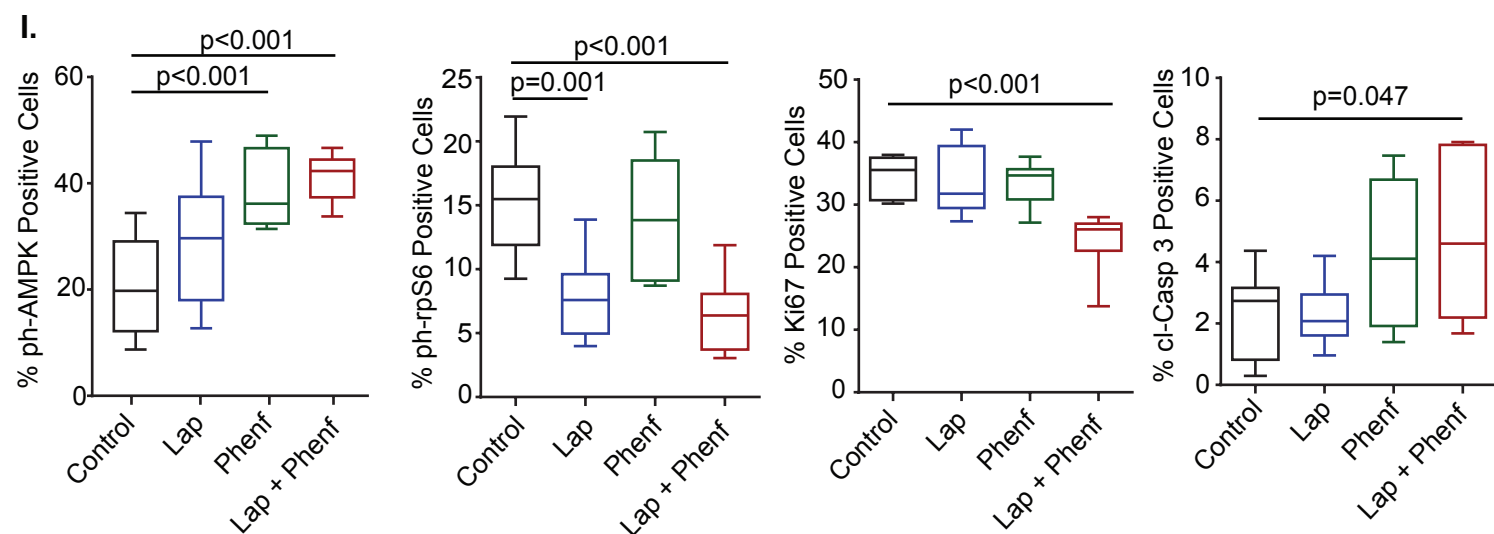 I.
% ph-AMPK Positive Cells
p<0.001
p<0.001
60
40
20
0
Control
Lap
Phenf
Lap + Phenf
% ph-rpS6 Positive Cells
p<0.001
p=0.001
25
20
15
10
5
0
Control
Lap
Phenf
Lap + Phenf
% Ki67 Positive Cells
p<0.001
50
40
30
20
10
0
Control
Lap
Phenf
Lap + Phenf
% cl-Casp 3 Positive Cells
p=0.047
10
8
6
4
2
0
Control
Lap
Phenf
Lap + Phenf